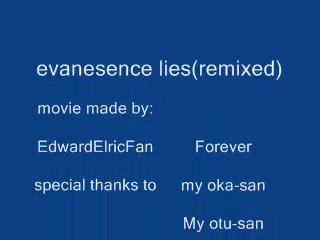 evanesence lies(remixed)
movie made by:
EdwardElricFan
special thanks to
Forever
my oka-san
My otu-san